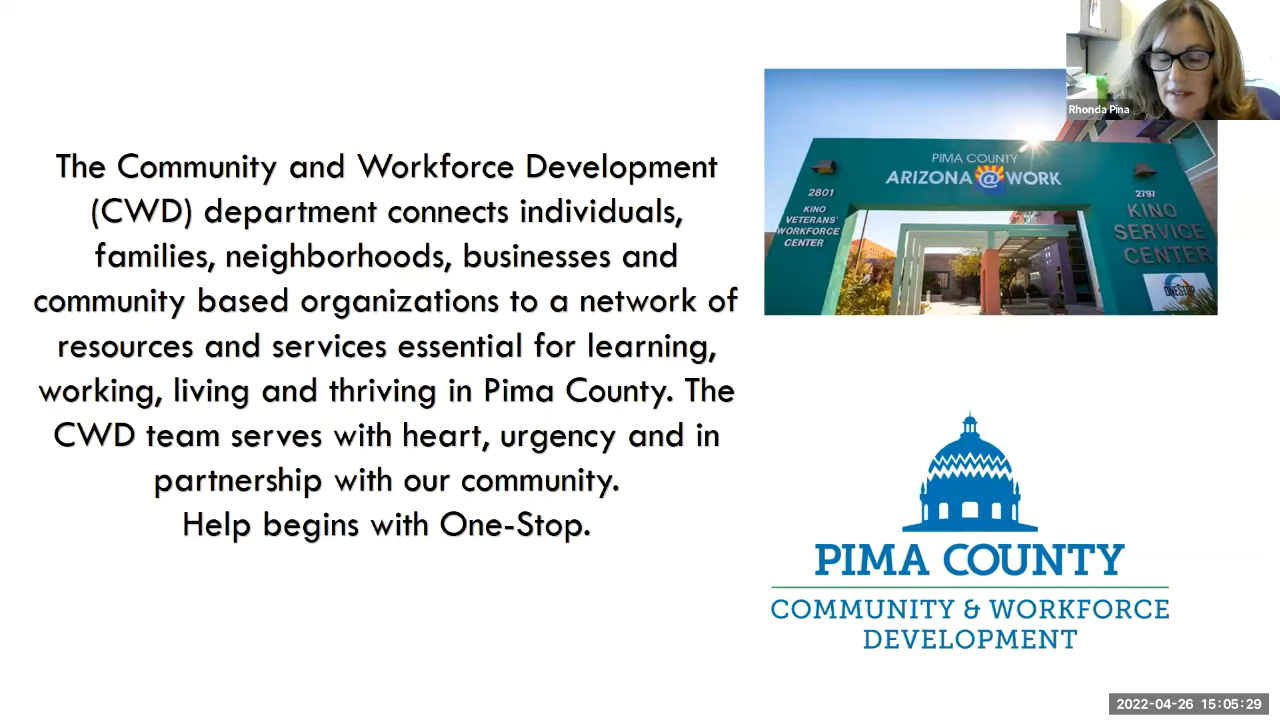 The Community and Workforce Development
(CWD) department connects individuals,
families, neighborhoods, businesses and
community based organizations to a network of
resources and services essential for learning,
working, living and thriving in Pima County. The
CWD team serves with heart, urgency and in
partnership with our community.
Help begins with One-Stop.
Rhonda Pina
PIMA COUNTY
ARIZONA@WORK
2801
KINO
VETERANS'
WORKFORCE
CENTER
2797
KINO
SERVICE
CENTER
ONESTOP
PIMA COUNTY
COMMUNITY & WORKFORCE
DEVELOPMENT
2022-04-26 15:05:29